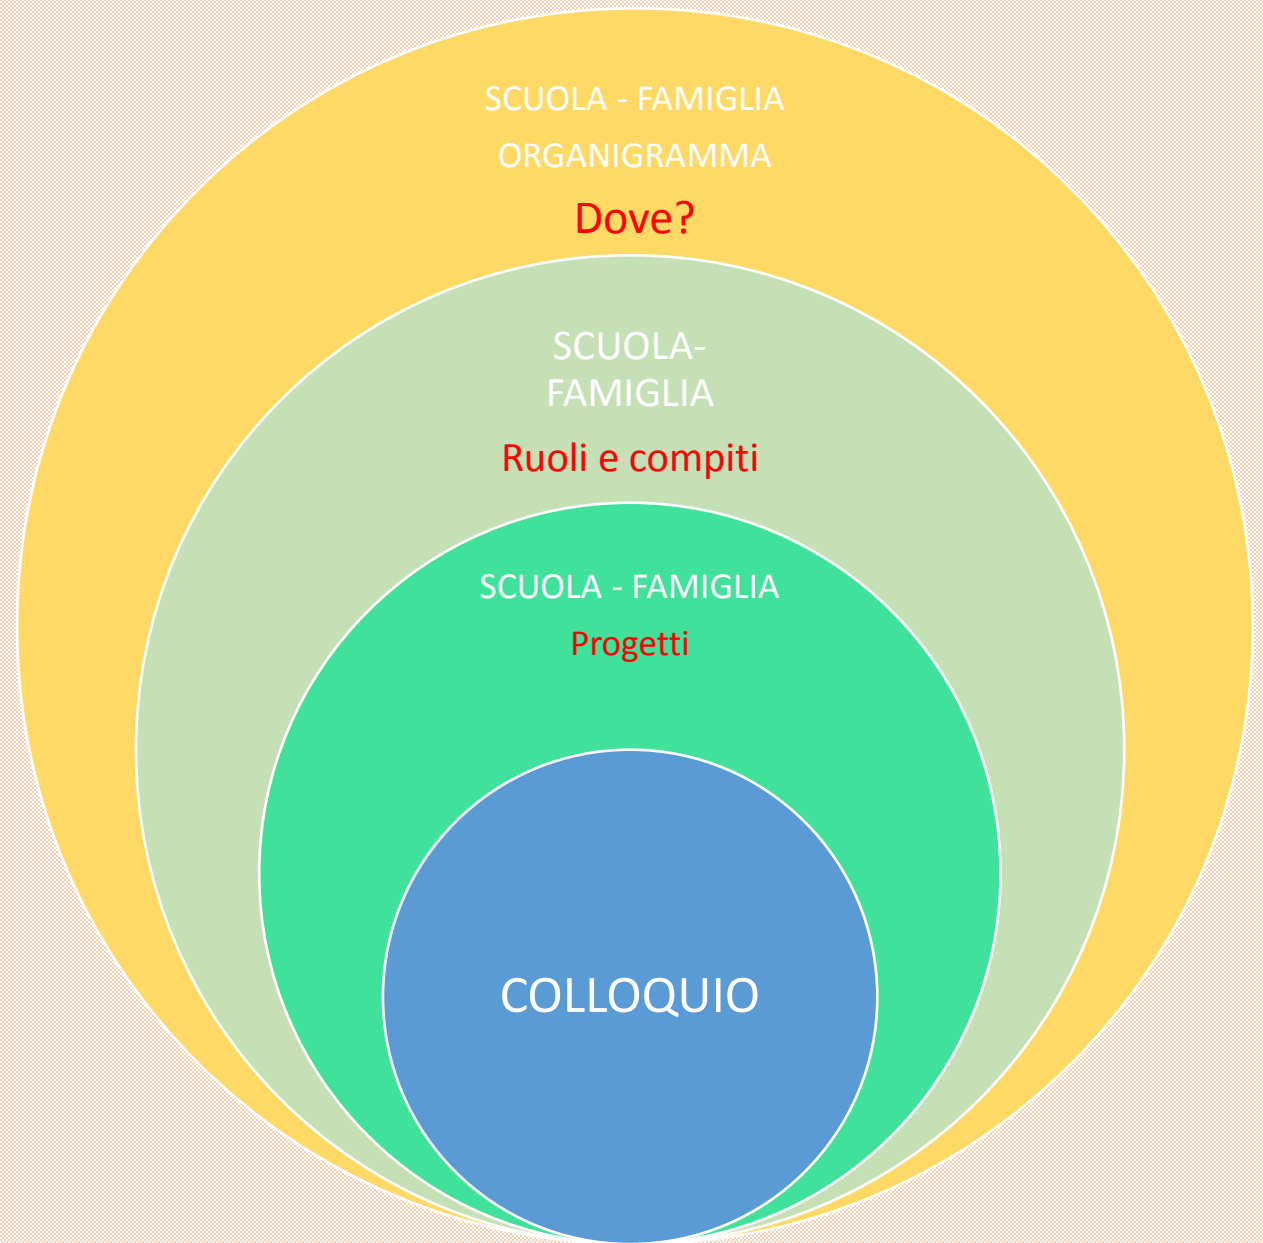 SCUOLA - FAMIGLIA
ORGANIGRAMMA
Dove?
SCUOLA-
FAMIGLIA
Ruoli e compiti
SCUOLA - FAMIGLIA
Progetti
COLLOQUIO